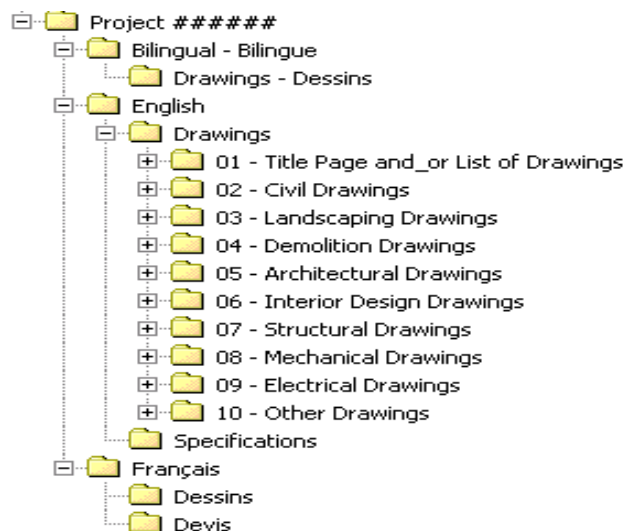 Project ######
Bilingual - Bilingue
Drawings - Dessins
English
Drawings
01 - Title Page and_or List of Drawings
02 - Civil Drawings
03 - Landscaping Drawings
04 - Demolition Drawings
05 - Architectural Drawings
06 - Interior Design Drawings
07 - Structural Drawings
08 - Mechanical Drawings
09 - Electrical Drawings
10 - Other Drawings
Specifications
Français
Dessins
Devis